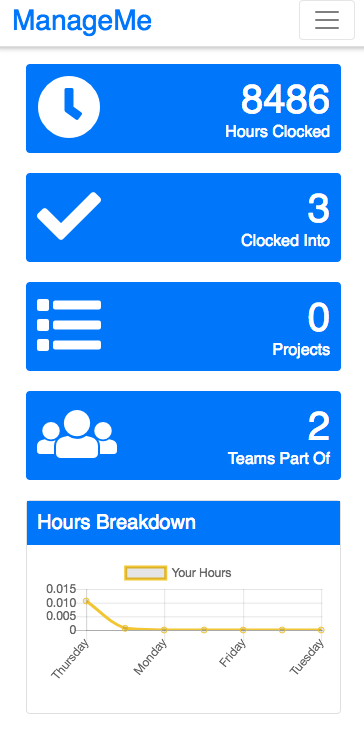 ManageMe
8486
Hours Clocked
3
Clocked Into
0
Projects
2
Teams Part Of
Hours Breakdown
Your Hours
0.015
0.010
0.005
0
Thursday
Monday
Friday
Tuesday